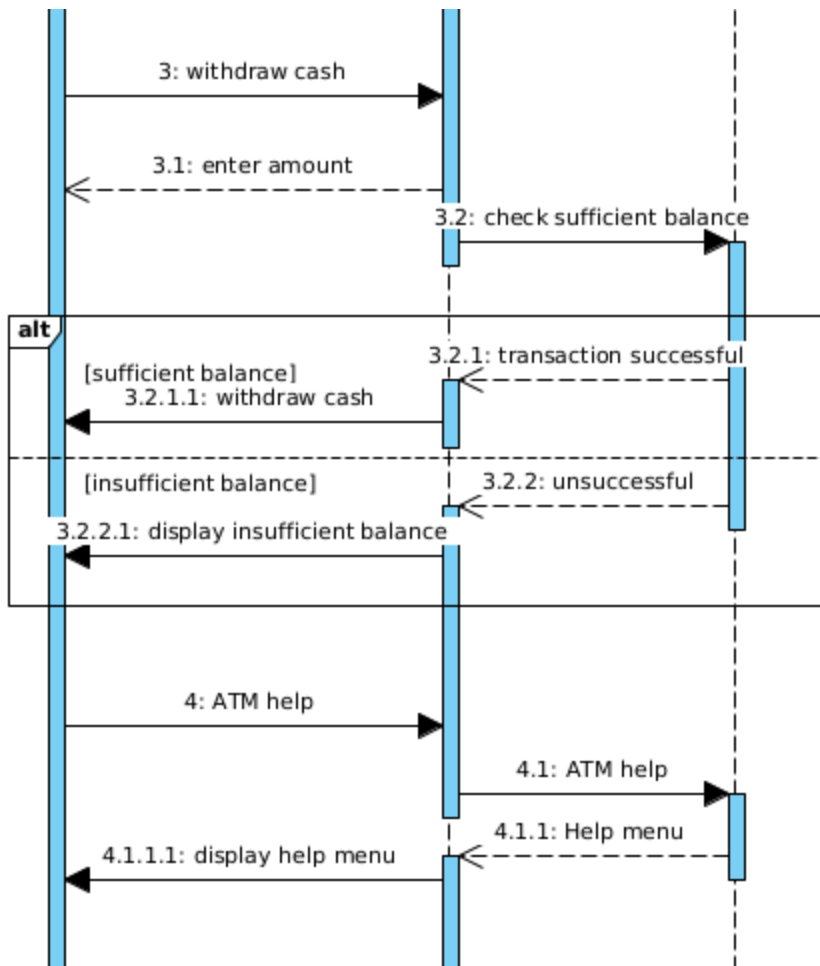 3: withdraw cash
3.1: enter amount
3.2: check sufficient balance
alt
3.2.1: transaction successful
[sufficient balance]
3.2.1.1: withdraw cash
[insufficient balance]
3.2.2: unsuccessful
3.2.2.1: display insufficient balance
4: ATM help
4.1: ATM help
4.1.1: Help menu
4.1.1.1: display help menu